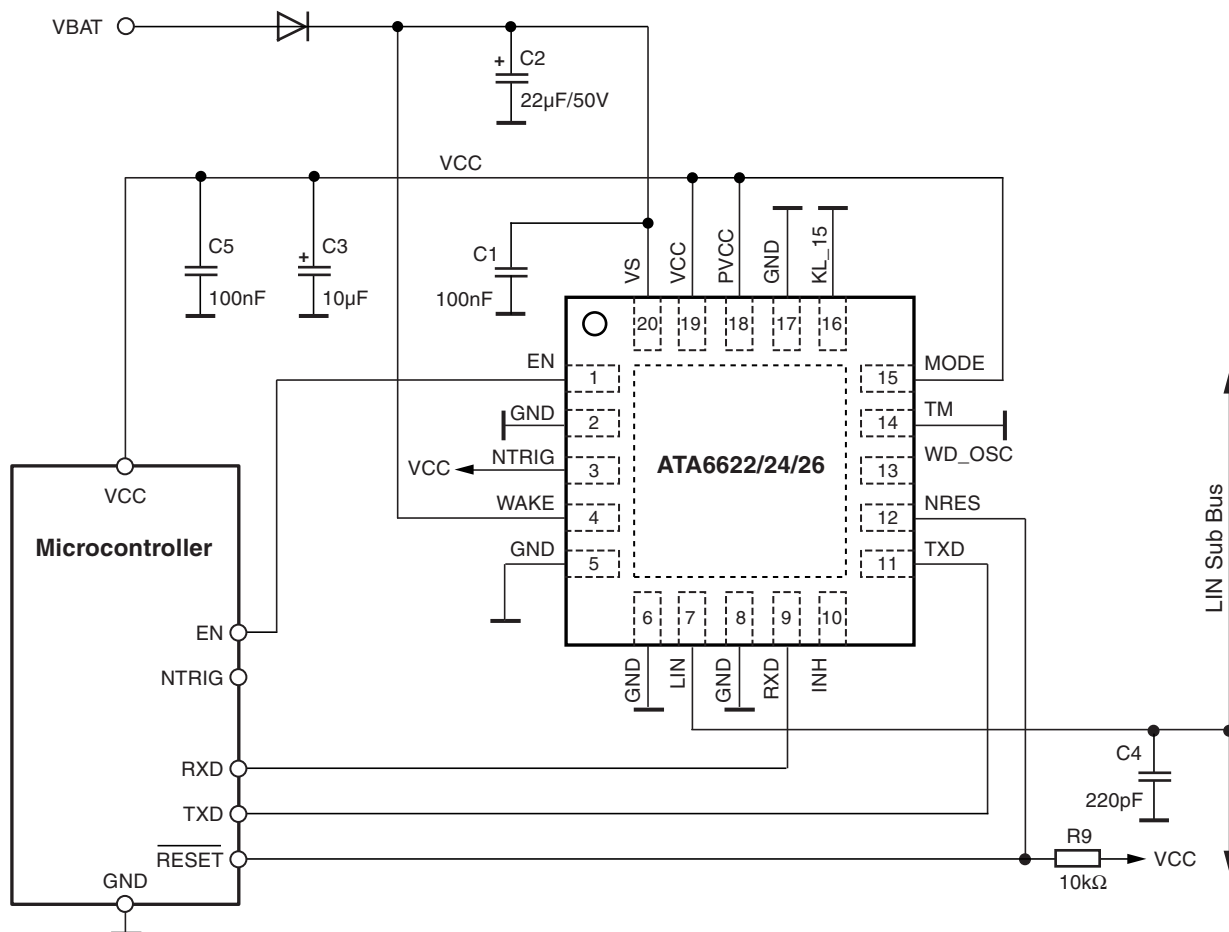 VBAT
+
C2
22µF/50V
VCC
C5
100nF
+
C3
10µF
C1
100nF
VS
VCC
PVCC
GND
KL_15
20
19
18
17
16
EN
1
GND
2
VCC
NTRIG
3
WAKE
4
GND
5
ATA6622/24/26
15
MODE
14
TM
13
WD_OSC
12
NRES
11
TXD
6
7
8
9
10
GND
LIN
GND
RXD
INH
LIN Sub Bus
VCC
Microcontroller
EN
NTRIG
RXD
TXD
RESET
GND
C4
220pF
R9
10kΩ
VCC